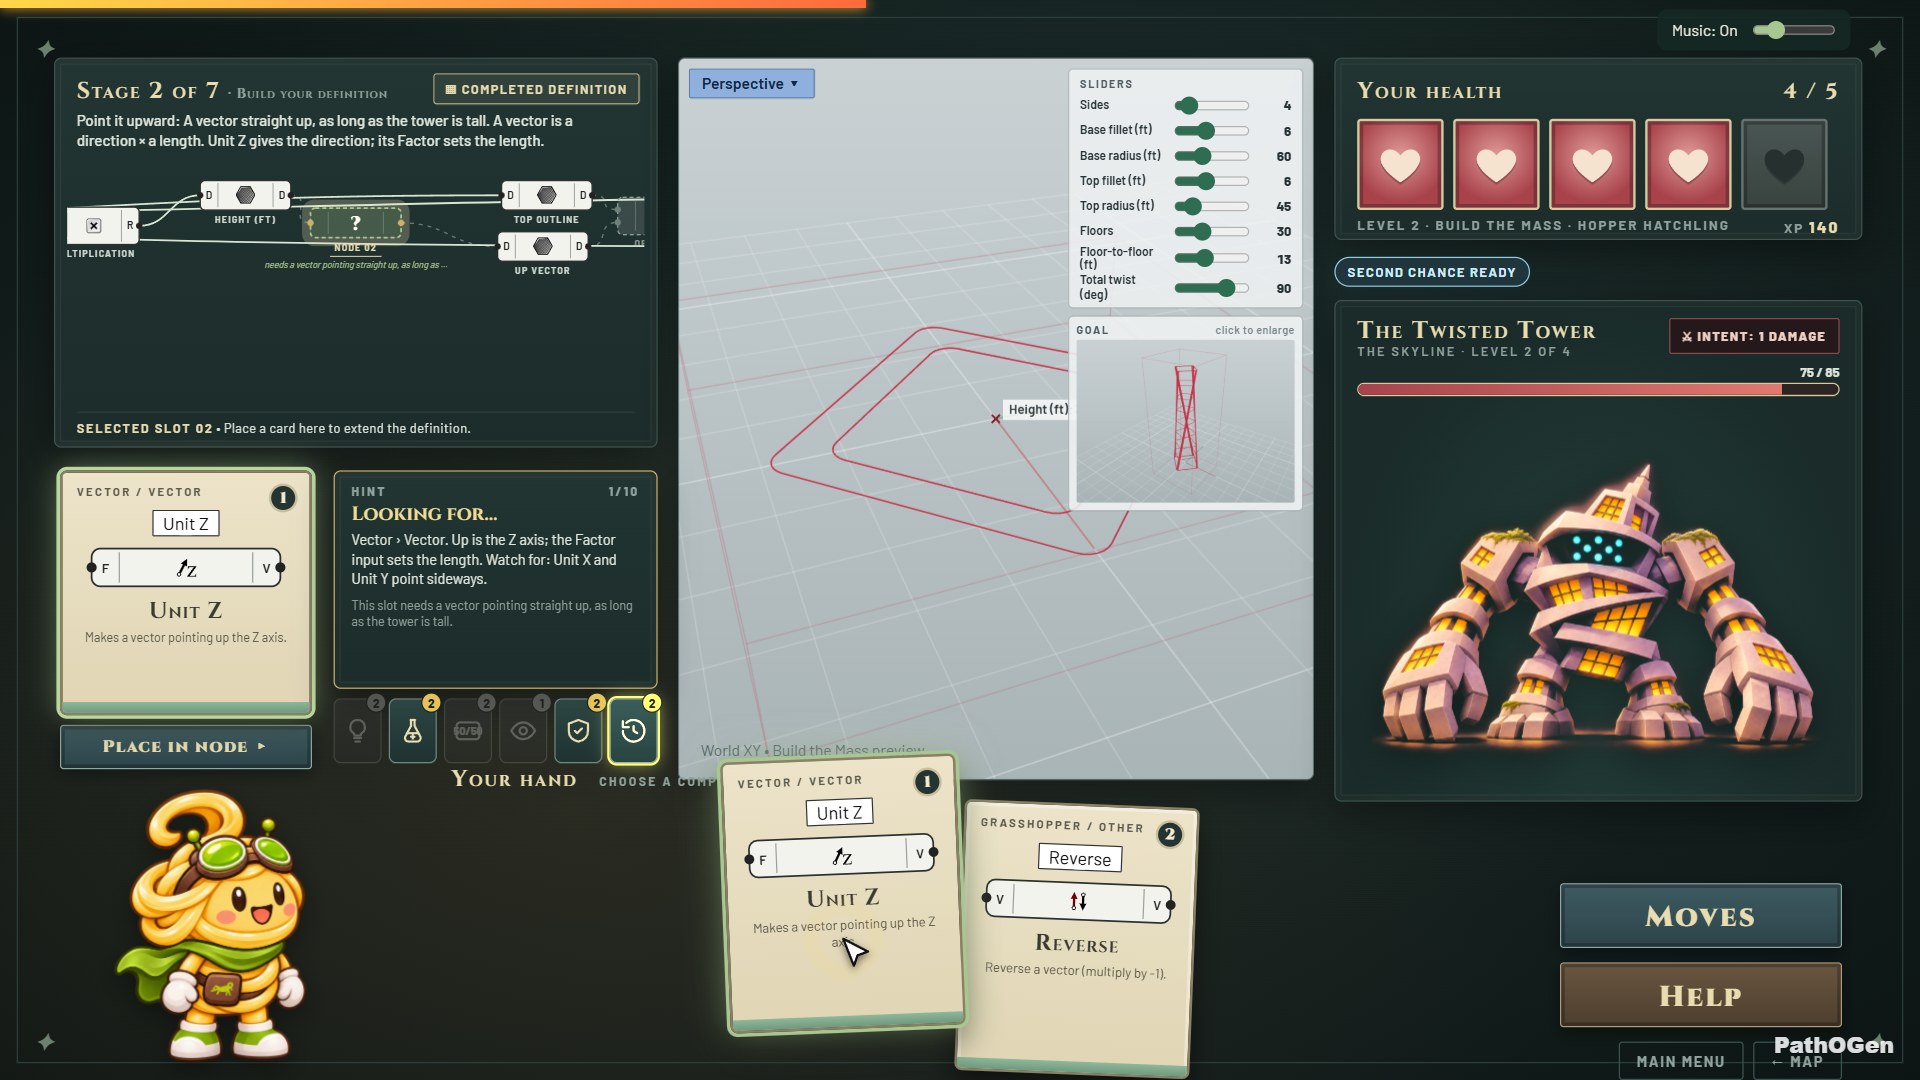 Music: On
STAGE 2 OF 7 · BUILD YOUR DEFINITION
COMPLETED DEFINITION
Point it upward: A vector straight up, as long as the tower is tall. A vector is a
direction × a length. Unit Z gives the direction; its Factor sets the length.
D D
HEIGHT (FT)
R
LTIPLICATION
?
NODE 02
needs a vector pointing straight up, as long as ...
D D
TOP OUTLINE
D D
UP VECTOR
SELECTED SLOT 02 • Place a card here to extend the definition.
VECTOR / VECTOR 1
Unit Z
F Z V
UNIT Z
Makes a vector pointing up the Z axis.
PLACE IN NODE
HINT 1/10
LOOKING FOR...
Vector › Vector. Up is the Z axis; the Factor
input sets the length. Watch for: Unit X and
Unit Y point sideways.
This slot needs a vector pointing straight up, as long
as the tower is tall.
2 2 2 1 2 2
50/50
YOUR HAND CHOOSE A COMP
Perspective ▼
SLIDERS
Sides 4
Base fillet (ft) 6
Base radius (ft) 60
Top fillet (ft) 6
Top radius (ft) 45
Floors 30
Floor-to-floor
(ft) 13
Total twist
(deg) 90
GOAL click to enlarge
Height (ft)
World XY • Build the Mass preview
VECTOR / VECTOR 1
Unit Z
F Z V
UNIT Z
Makes a vector pointing up the Z
GRASSHOPPER / OTHER 2
Reverse
V V
REVERSE
Reverse a vector (multiply by -1).
YOUR HEALTH 4 / 5
LEVEL 2 · BUILD THE MASS · HOPPER HATCHLING XP 140
SECOND CHANCE READY
THE TWISTED TOWER
THE SKYLINE · LEVEL 2 OF 4
INTENT: 1 DAMAGE
75 / 85
MOVES
HELP
MAIN MENU
← MAP
PathOGen